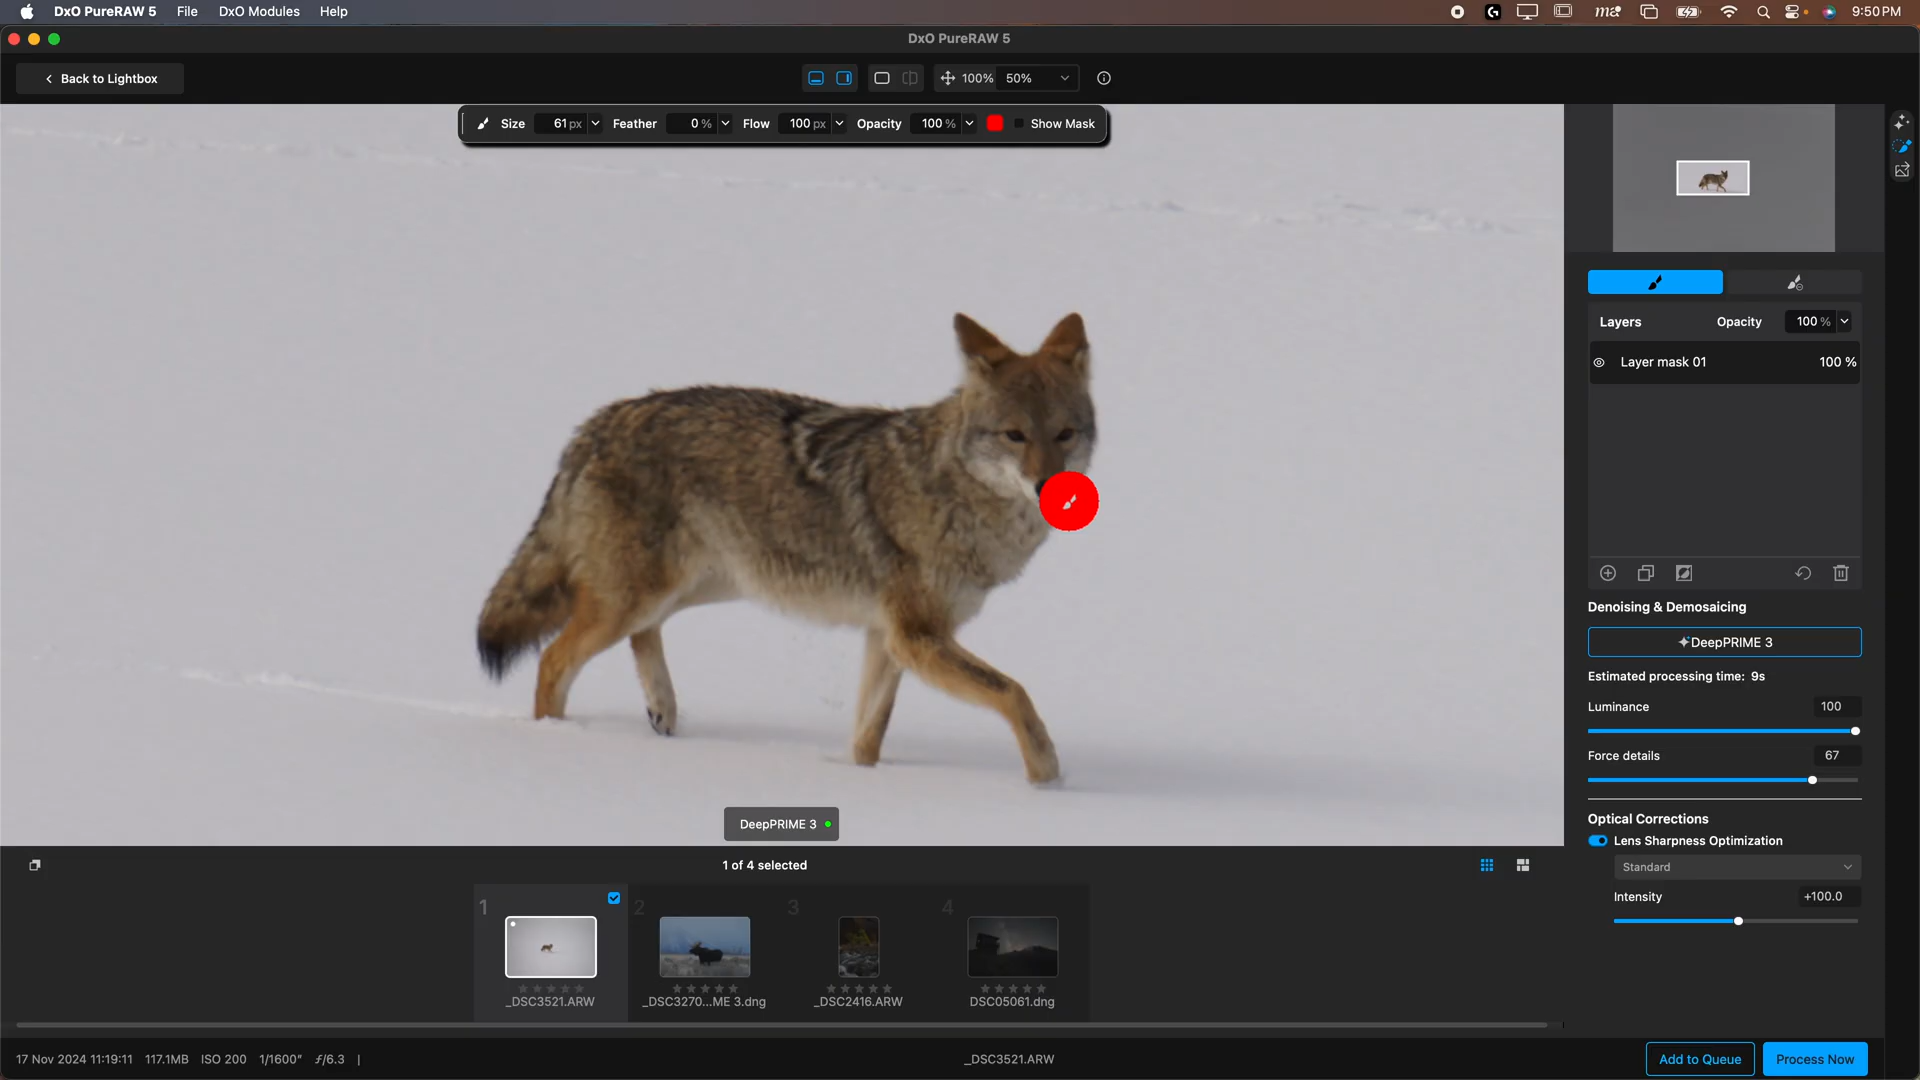 DxO PureRAW 5 File DxO Modules Help 9:50 PM
DxO PureRAW 5
Back to Lightbox 100% 50%
Size 61 px Feather 0 % Flow 100 px Opacity 100 % Show Mask
Layers Opacity 100 %
Layer mask 01 100 %
Denoising & Demosaicing
DeepPRIME 3
Estimated processing time: 9s
Luminance 100
Force details 67
Optical Corrections
Lens Sharpness Optimization
Standard
Intensity +100.0
DeepPRIME 3
1 of 4 selected
1 2 3 4
_DSC3521.ARW _DSC3270...ME 3.dng _DSC2416.ARW DSC05061.dng
17 Nov 2024 11:19:11 117.1MB ISO 200 1/1600" ƒ/6.3 | _DSC3521.ARW Add to Queue Process Now